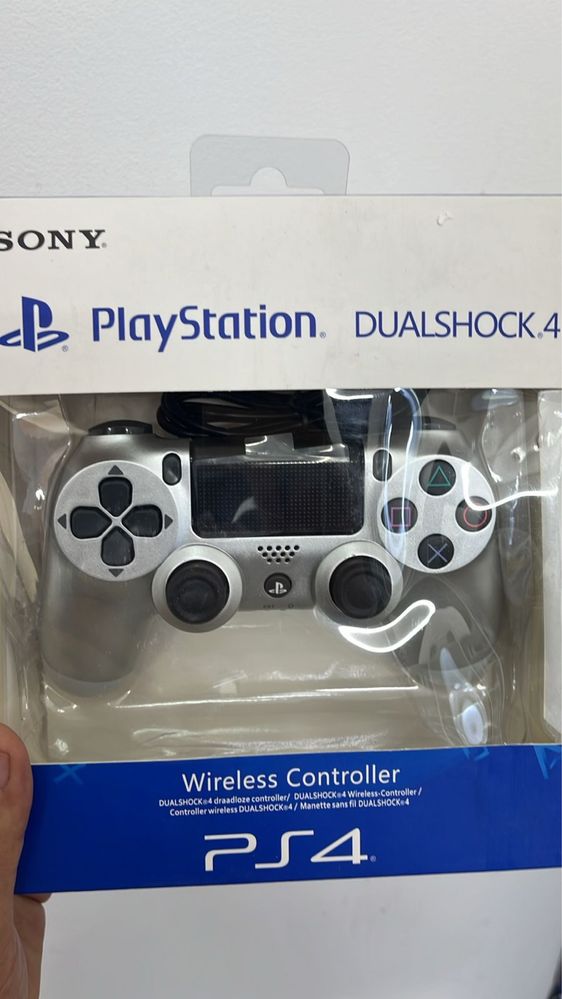 SONY®
PlayStation® DUALSHOCK®4
Wireless Controller
DUALSHOCK®4 draadloze controller/ DUALSHOCK®4 Wireless-Controller /
Controller wireless DUALSHOCK®4 / Manette sans fil DUALSHOCK®4
PS4®